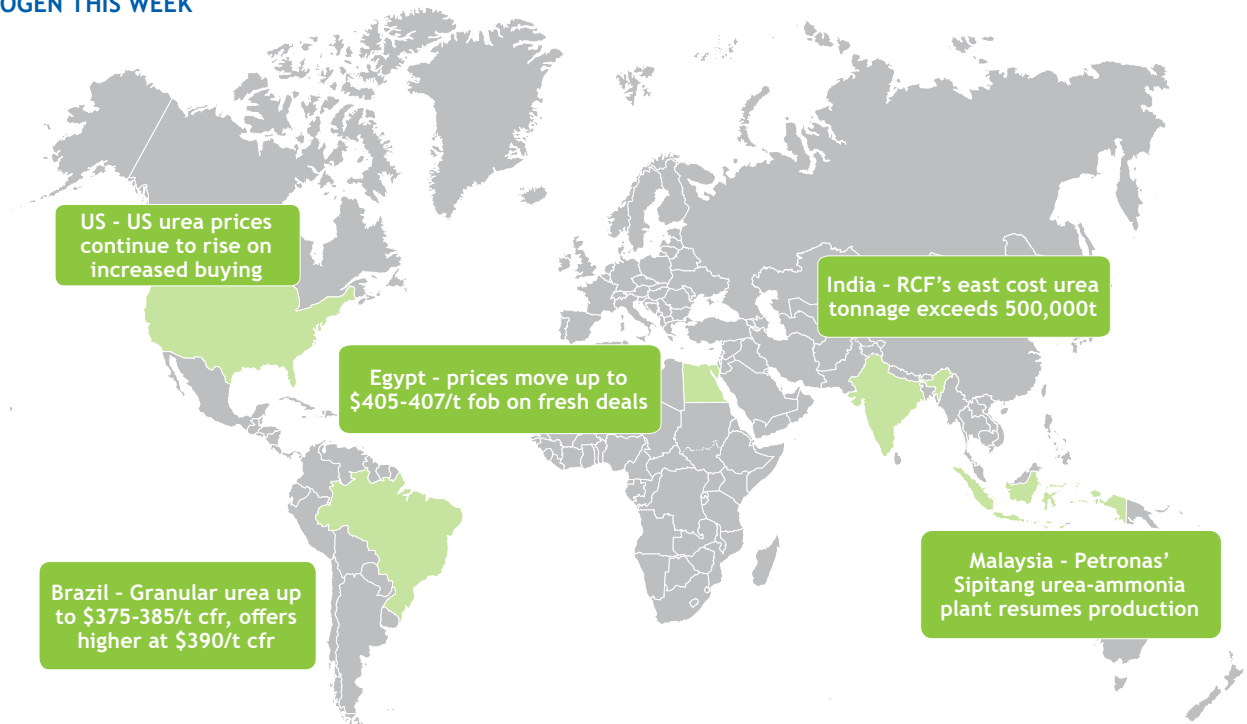 OGEN THIS WEEK
US - US urea prices
continue to rise on
increased buying
India - RCF's east cost urea
tonnage exceeds 500,000t
Egypt - prices move up to
$405-407/t fob on fresh deals
Brazil - Granular urea up
to $375-385/t cfr, offers
higher at $390/t cfr
Malaysia - Petronas'
Sipitang urea-ammonia
plant resumes production